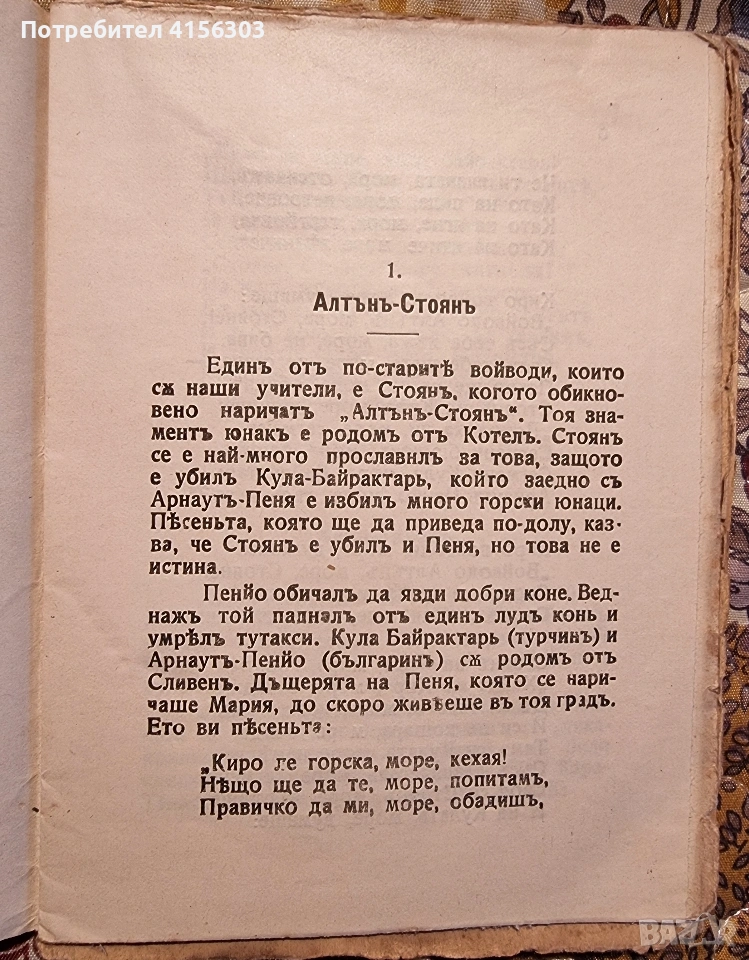 Потребител 4156303
1.
Алтънъ-Стоянъ
Единъ отъ по-старитѣ войводи, които
сѫ наши учители, е Стоянъ, когото обикно-
вено наричатъ „Алтънъ-Стоянъ“. Тоя зна-
менитъ юнакъ е родомъ отъ Котелъ. Стоянъ
се е най-много прославилъ за това, защото
е убилъ Кула-Байрактарь, който заедно съ
Арнаутъ-Пеня е избилъ много горски юнаци.
Пѣсеньта, която ще да приведа по-долу, каз-
ва, че Стоянъ е убилъ и Пеня, но това не е
истина.
Пенйо обичалъ да язди добри коне. Вед-
нажъ той падналъ отъ единъ лудъ конь и
умрѣлъ тутакси. Кула Байрактарь (турчинъ) и
Арнаутъ-Пенйо (българинъ) сѫ родомъ отъ
Сливенъ. Дъщерята на Пеня, която се нари-
чаше Мария, до скоро живѣеше въ тоя градъ.
Ето ви пѣсеньта:
„Киро ле горска, море, кехая!
Нѣщо ще да те, море, попитамъ,
Правичко да ми, море, обадишъ,
BAZAR